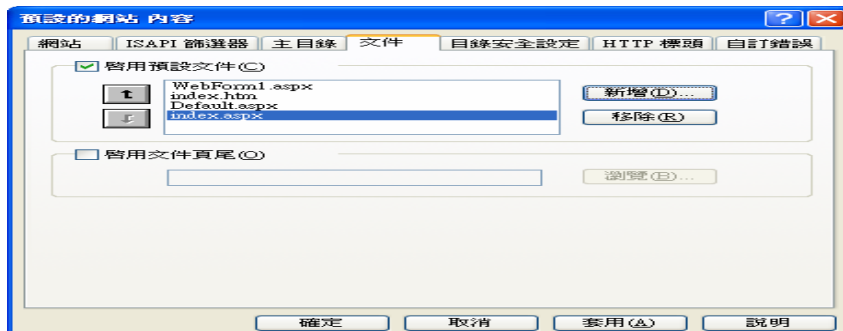 預設的網站 內容
網站 ISAPI 篩選器 主目錄 文件 目錄安全設定 HTTP 標頭 自訂錯誤
啓用預設文件(C)
WebForm1.aspx
index.htm
Default.aspx
index.aspx
新增(D)...
移除(R)
啓用文件頁尾(O)
瀏覽(B)...
確定 取消 套用(A) 說明